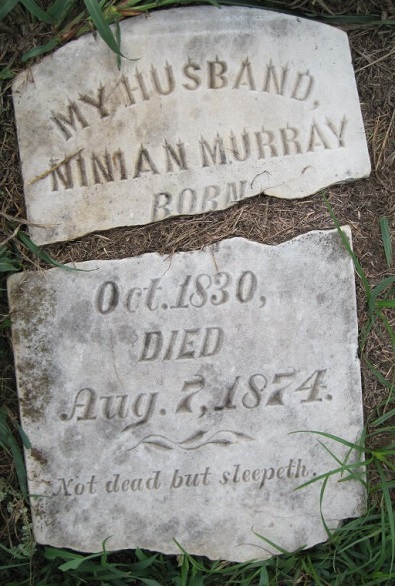 MY HUSBAND,
NINIAN MURRAY
BORN
Oct. 1830,
DIED
Aug. 7, 1874.
Not dead but sleepeth.